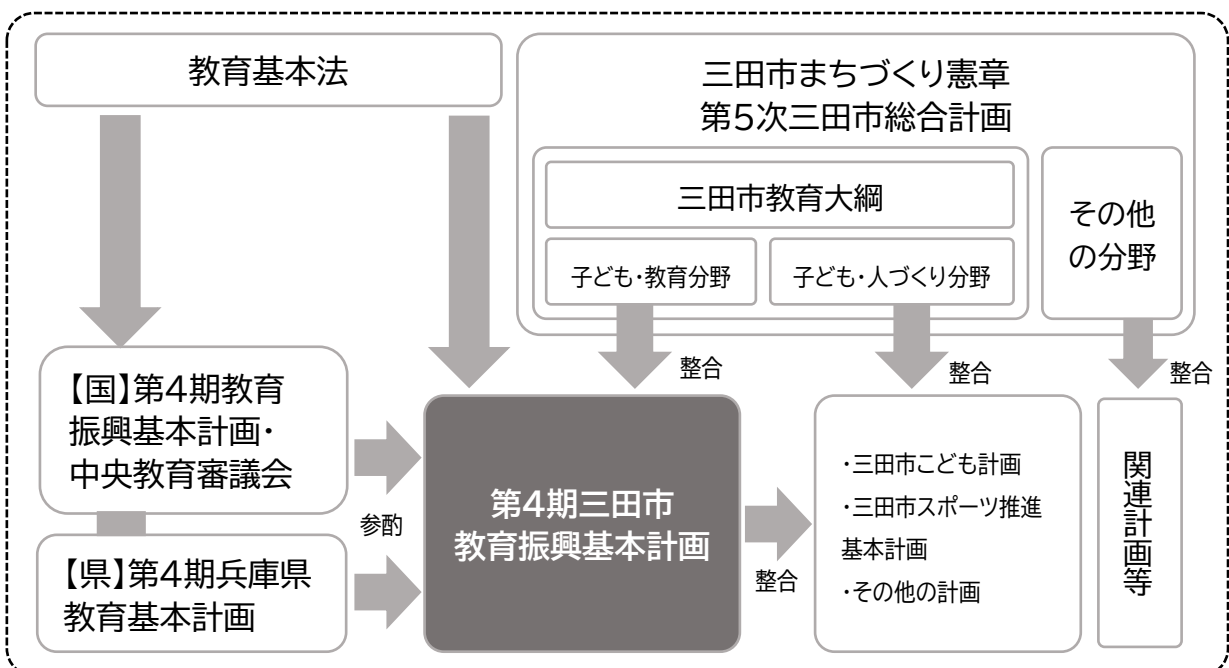 教育基本法
三田市まちづくり憲章
第5次三田市総合計画
三田市教育大綱
子ども・教育分野
子ども・人づくり分野
その他
の分野
整合
整合
整合
【国】第4期教育
振興基本計画・
中央教育審議会
参酌
【県】第4期兵庫県
教育基本計画
第4期三田市
教育振興基本計画
整合
・三田市こども計画
・三田市スポーツ推進
基本計画
・その他の計画
関連計画等